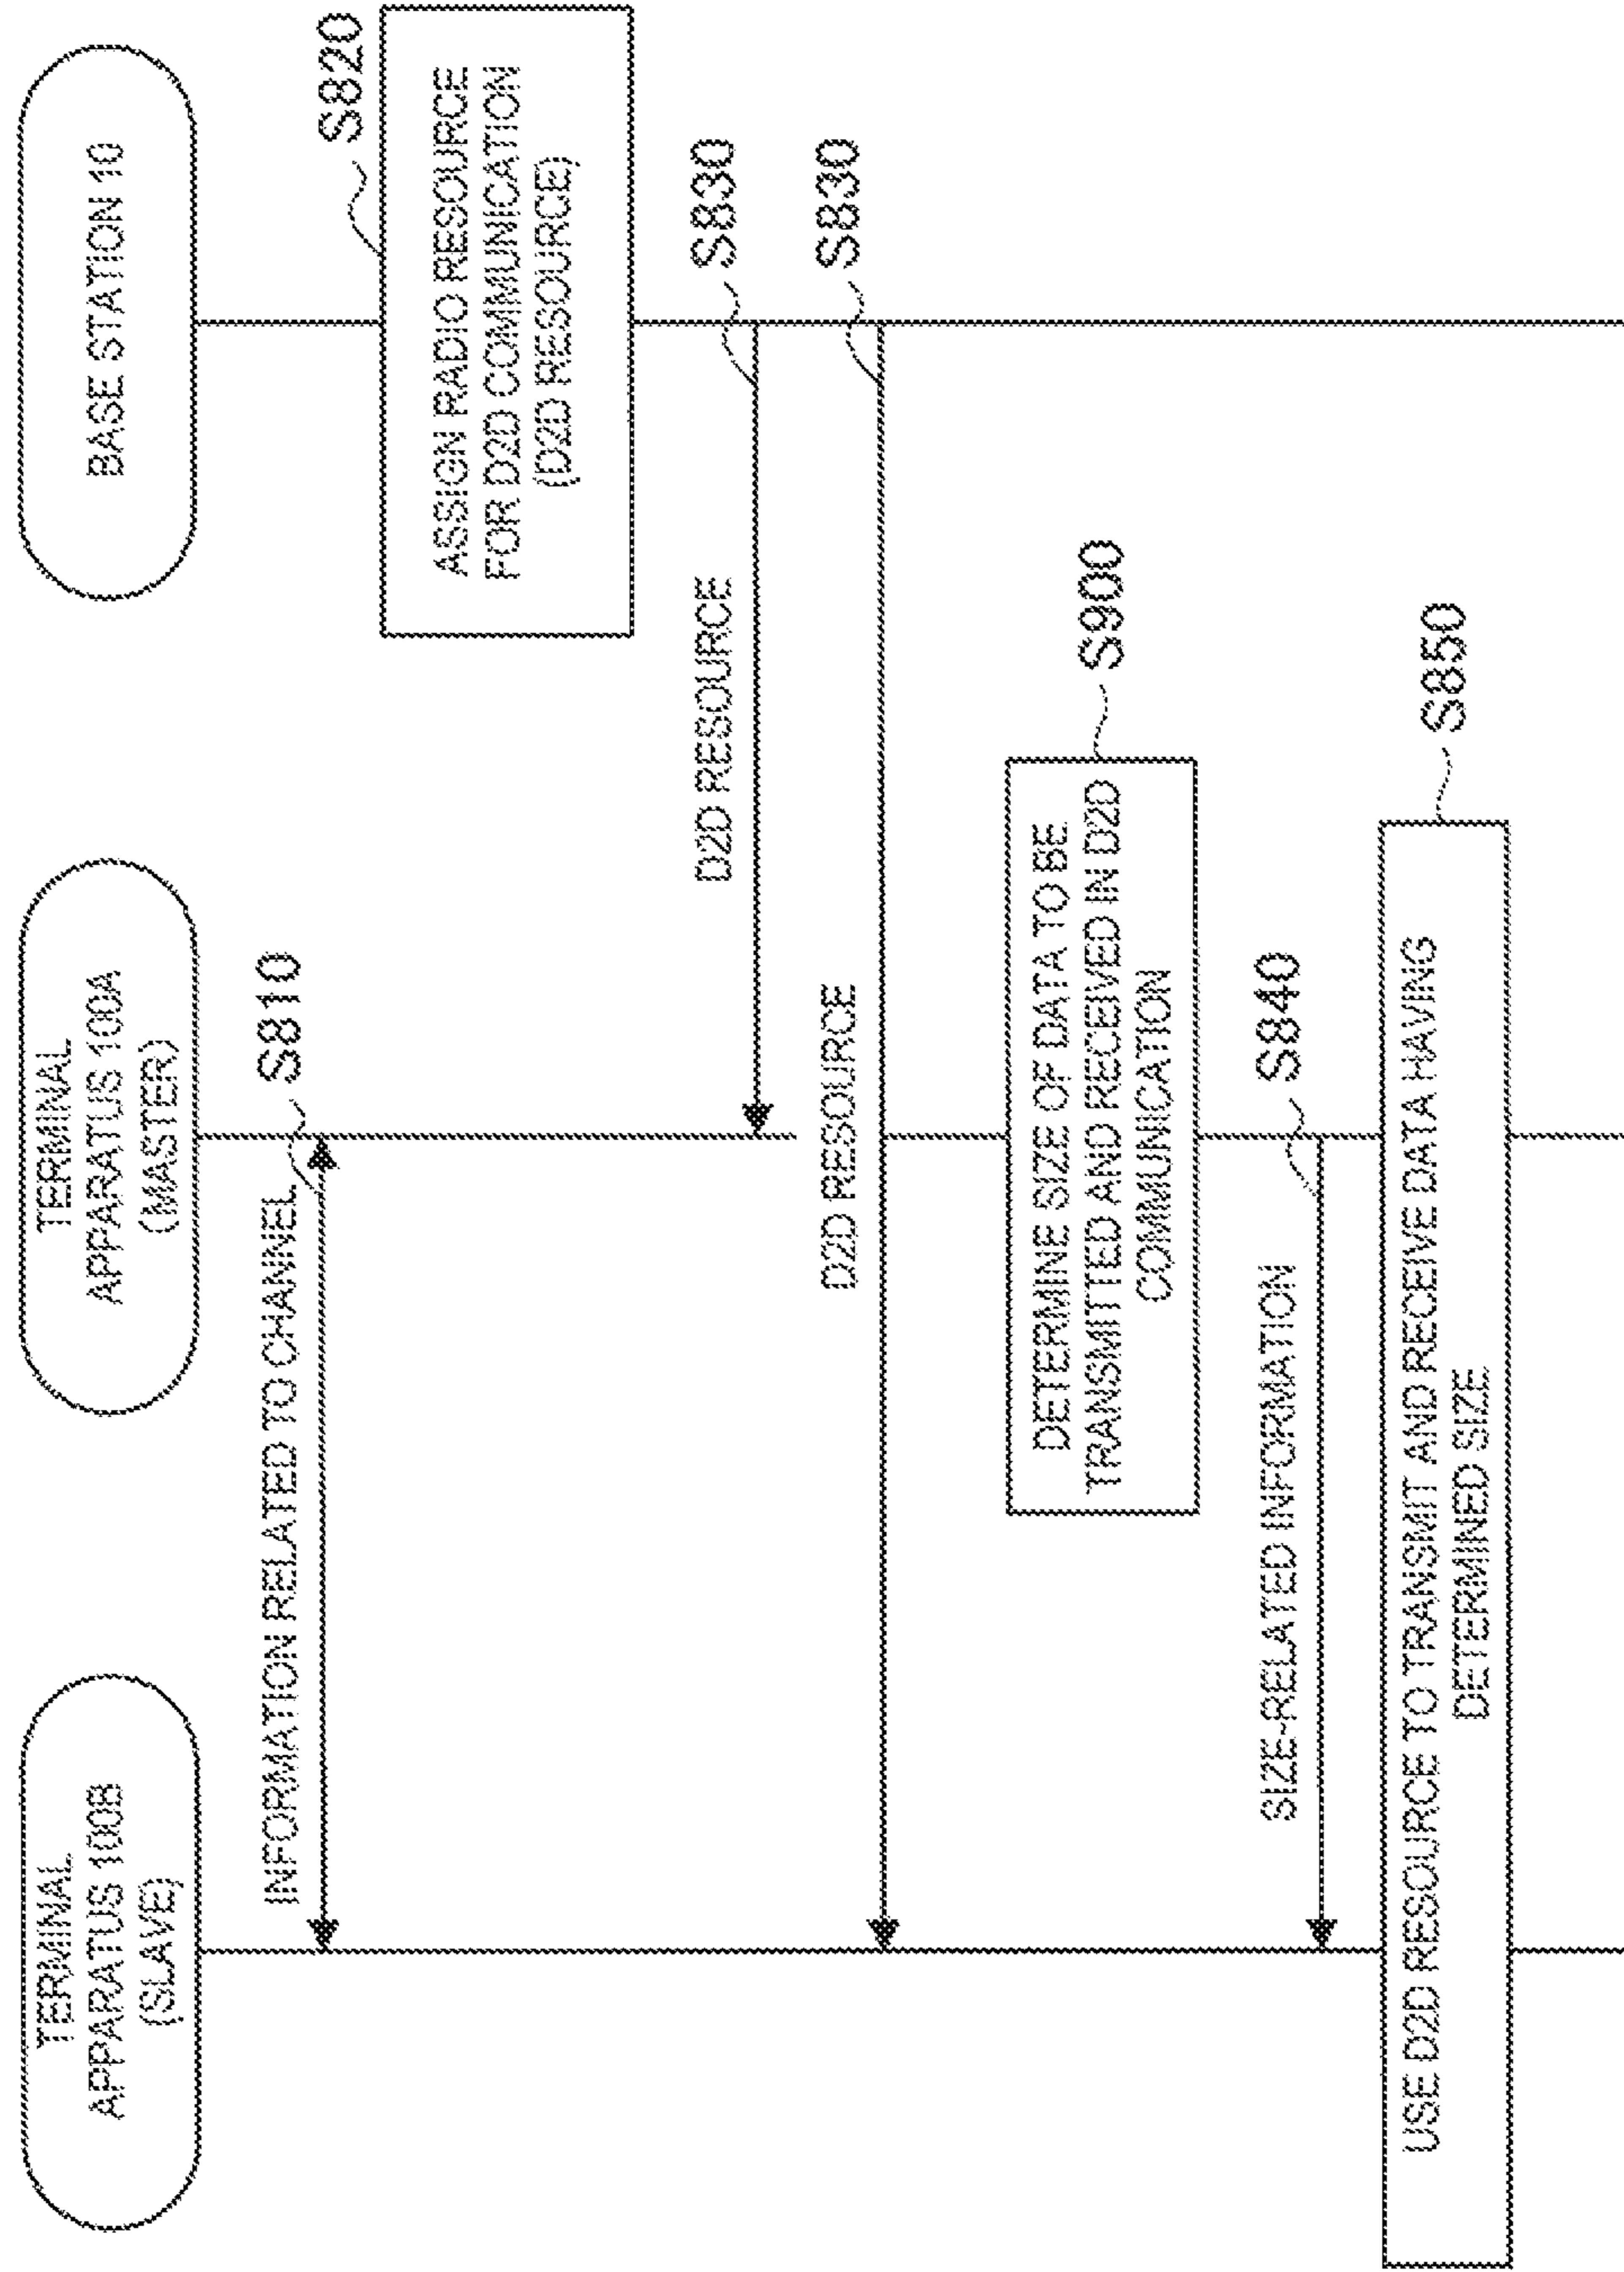 TERMINAL
APPARATUS 100B
(SLAVE)
TERMINAL
APPARATUS 100A
(MASTER)
BASE STATION 10
INFORMATION RELATED TO CHANNEL
S810
S820
ASSIGN RADIO RESOURCE
FOR D2D COMMUNICATION
(D2D RESOURCE)
D2D RESOURCE
S830
D2D RESOURCE
S830
DETERMINE SIZE OF DATA TO BE
TRANSMITTED AND RECEIVED IN D2D
COMMUNICATION
S900
SIZE-RELATED INFORMATION
S840
USE D2D RESOURCE TO TRANSMIT AND RECEIVE DATA HAVING
DETERMINED SIZE
S850